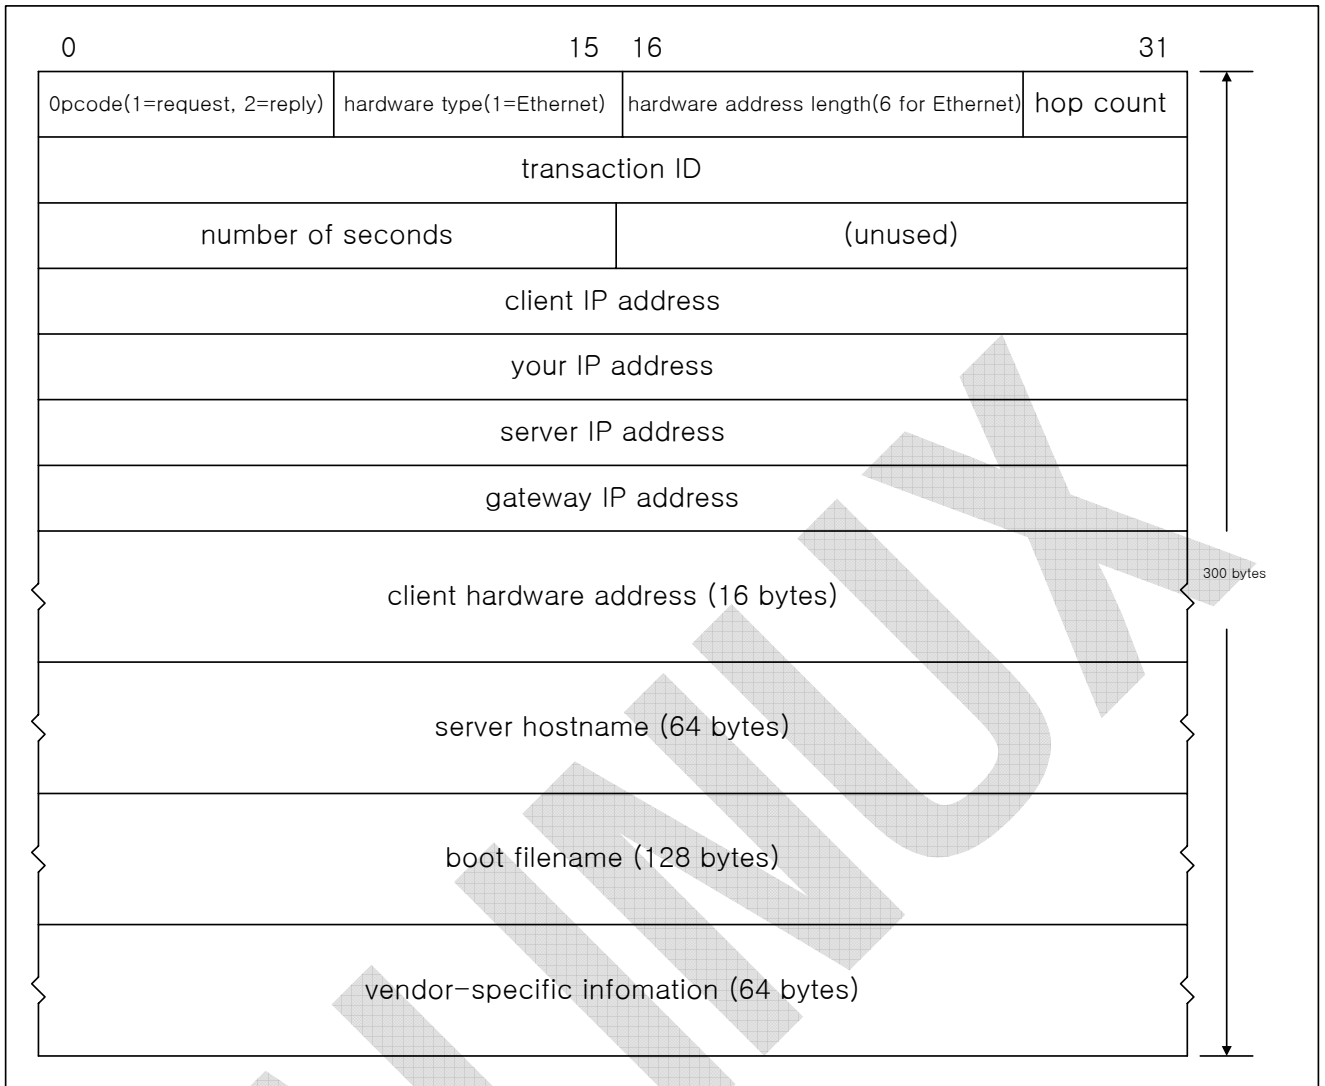 0 15 16 31
0pcode(1=request, 2=reply) hardware type(1=Ethernet) hardware address length(6 for Ethernet) hop count
transaction ID
number of seconds (unused)
client IP address
your IP address
server IP address
gateway IP address
300 bytes
client hardware address (16 bytes)
server hostname (64 bytes)
boot filename (128 bytes)
vendor-specific infomation (64 bytes)
INUX